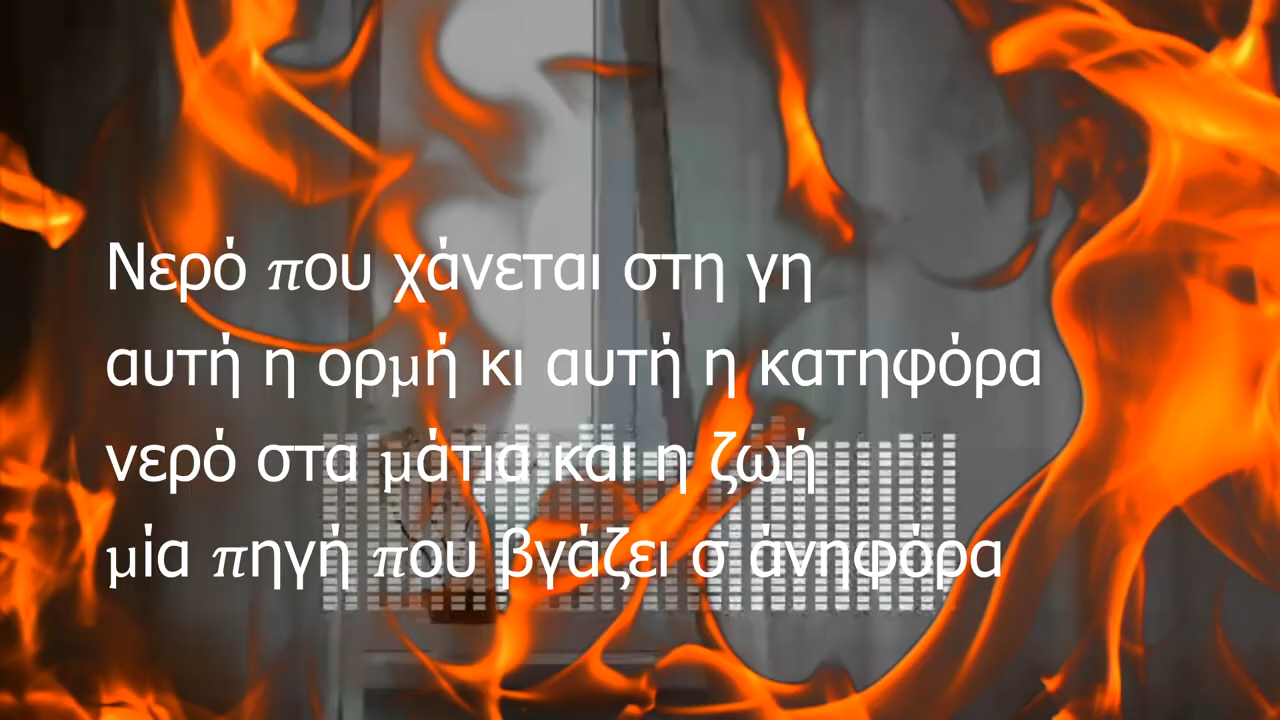 Νερό που χάνεται στη γη
αυτή η ορμή κι αυτή η κατηφόρα
νερό στα μάτια και η ζωή
μία πηγή που βγάζει σ άνηφόρα